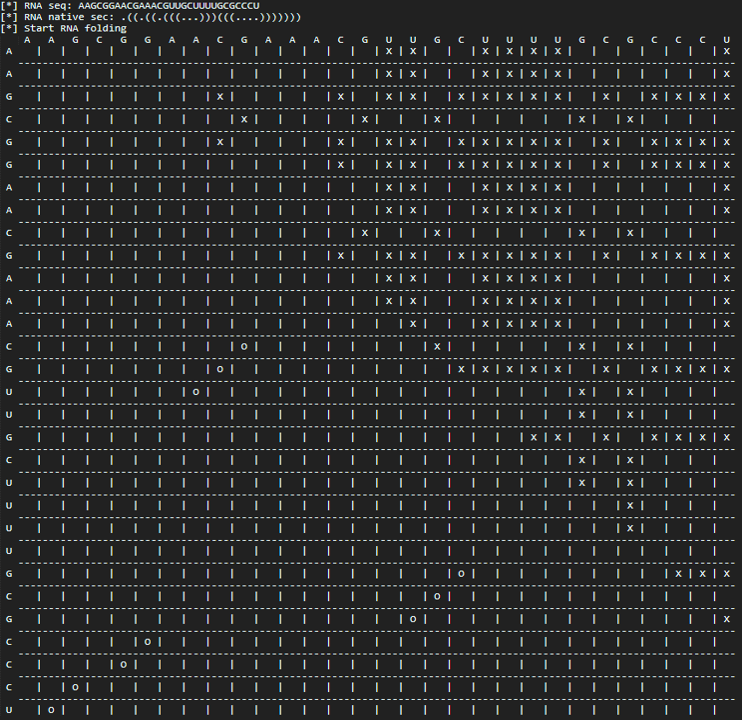 [*] RNA seq: AAGCGGAACGAAACGUUGCUUUUGCGCCCU
[*] RNA native sec: .((.((.(((...)))(((....)))))))
[*] Start RNA folding
A A G C G G A A C G A A A C G U U G C U U U U G C G C C C U
A | | | | | | | | | | | | | | |x|x| | |x|x|x|x| | | | | | |x
A | | | | | | | | | | | | | | |x|x| | |x|x|x|x| | | | | | |x
G | | | | | | | |x| | | | |x| |x|x| |x|x|x|x|x| |x| |x|x|x|x
C | | | | | | | | |x| | | | |x| | |x| | | | | |x| |x| | | |
G | | | | | | | |x| | | | |x| |x|x| |x|x|x|x|x| |x| |x|x|x|x
G | | | | | | | | | | | | |x| |x|x| |x|x|x|x|x| |x| |x|x|x|x
A | | | | | | | | | | | | | | |x|x| | |x|x|x|x| | | | | | |x
A | | | | | | | | | | | | | | |x|x| | |x|x|x|x| | | | | | |x
C | | | | | | | | | | | | | |x| | |x| | | | | |x| |x| | | |
G | | | | | | | | | | | | |x| |x|x| |x|x|x|x|x| |x| |x|x|x|x
A | | | | | | | | | | | | | | |x|x| | |x|x|x|x| | | | | | |x
A | | | | | | | | | | | | | | |x|x| | |x|x|x|x| | | | | | |x
A | | | | | | | | | | | | | | | |x| | |x|x|x|x| | | | | | |x
C | | | | | | | | |o| | | | | | | |x| | | | | |x| |x| | | |
G | | | | | | | |o| | | | | | | | | |x|x|x|x|x| |x| |x|x|x|x
U | | | | | | |o| | | | | | | | | | | | | | | |x| |x| | | |
U | | | | | | | | | | | | | | | | | | | | | | |x| |x| | | |
G | | | | | | | | | | | | | | | | | | | | |x|x| |x| |x|x|x|x
C | | | | | | | | | | | | | | | | | | | | | | |x| |x| | | |
U | | | | | | | | | | | | | | | | | | | | | | |x| |x| | | |
U | | | | | | | | | | | | | | | | | | | | | | | | |x| | | |
U | | | | | | | | | | | | | | | | | | | | | | | | |x| | | |
U | | | | | | | | | | | | | | | | | | | | | | | | | | | | |
G | | | | | | | | | | | | | | | | | |o| | | | | | | | |x|x|x
C | | | | | | | | | | | | | | | | |o| | | | | | | | | | | |
G | | | | | | | | | | | | | | | |o| | | | | | | | | | | | |x
C | | | | |o| | | | | | | | | | | | | | | | | | | | | | | |
C | | | |o| | | | | | | | | | | | | | | | | | | | | | | | |
C | |o| | | | | | | | | | | | | | | | | | | | | | | | | | |
U |o| | | | | | | | | | | | | | | | | | | | | | | | | | | |